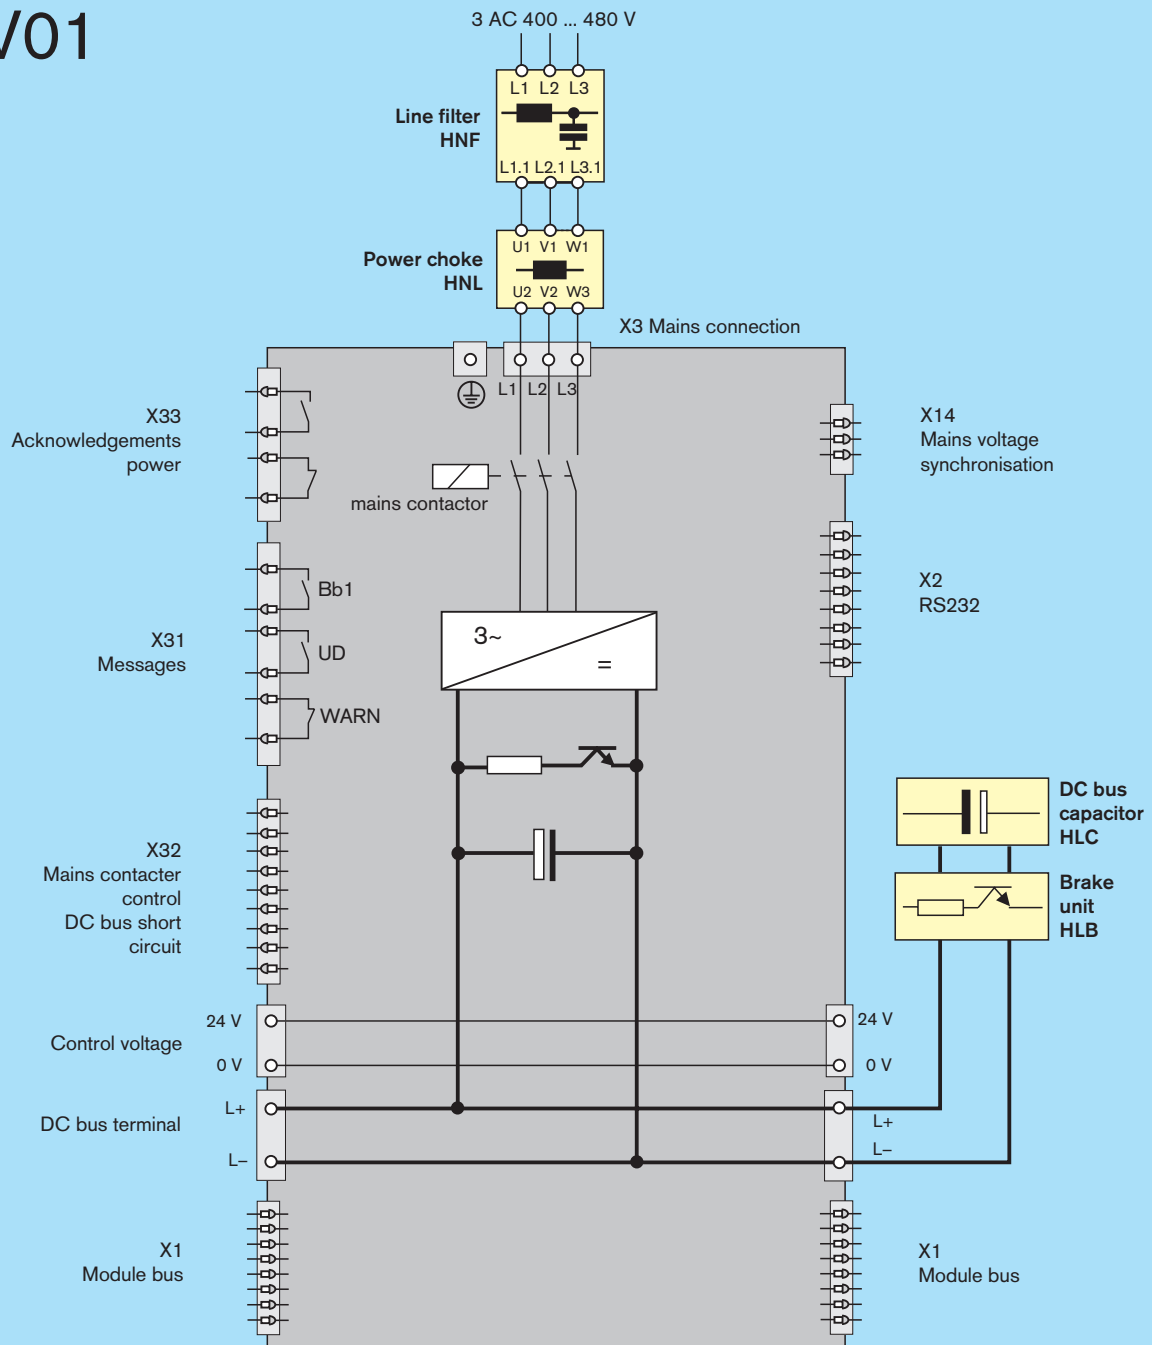 V01
3 AC 400 ... 480 V
L1 L2 L3
Line filter
HNF
L1.1 L2.1 L3.1
U1 V1 W1
Power choke
HNL
U2 V2 W3
X3 Mains connection
L1 L2 L3
X33
Acknowledgements
power
mains contactor
X14
Mains voltage
synchronisation
Bb1
X31
Messages
UD
WARN
X2
RS232
3~
=
DC bus
capacitor
HLC
Brake
unit
HLB
X32
Mains contacter
control
DC bus short
circuit
24 V
Control voltage
0 V
24 V
0 V
L+
DC bus terminal
L–
L+
L–
X1
Module bus
X1
Module bus